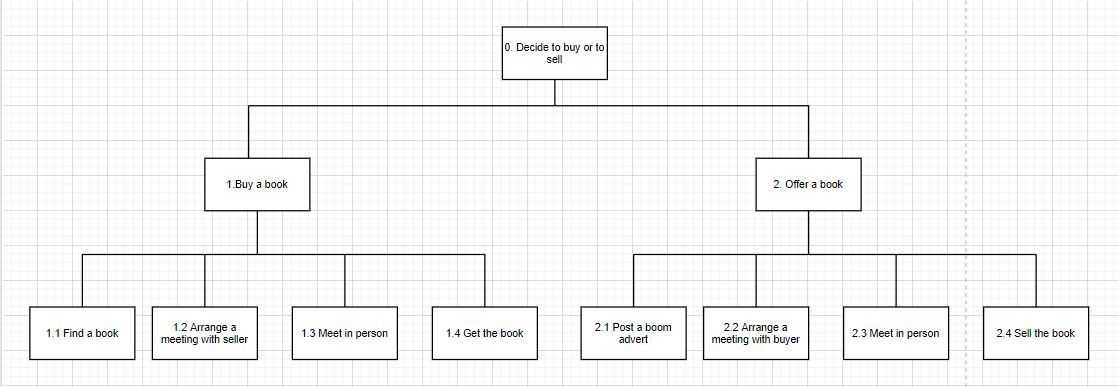 0. Decide to buy or to
sell
1.Buy a book
2. Offer a book
1.1 Find a book
1.2 Arrange a
meeting with seller
1.3 Meet in person
1.4 Get the book
2.1 Post a boom
advert
2.2 Arrange a
meeting with buyer
2.3 Meet in person
2.4 Sell the book